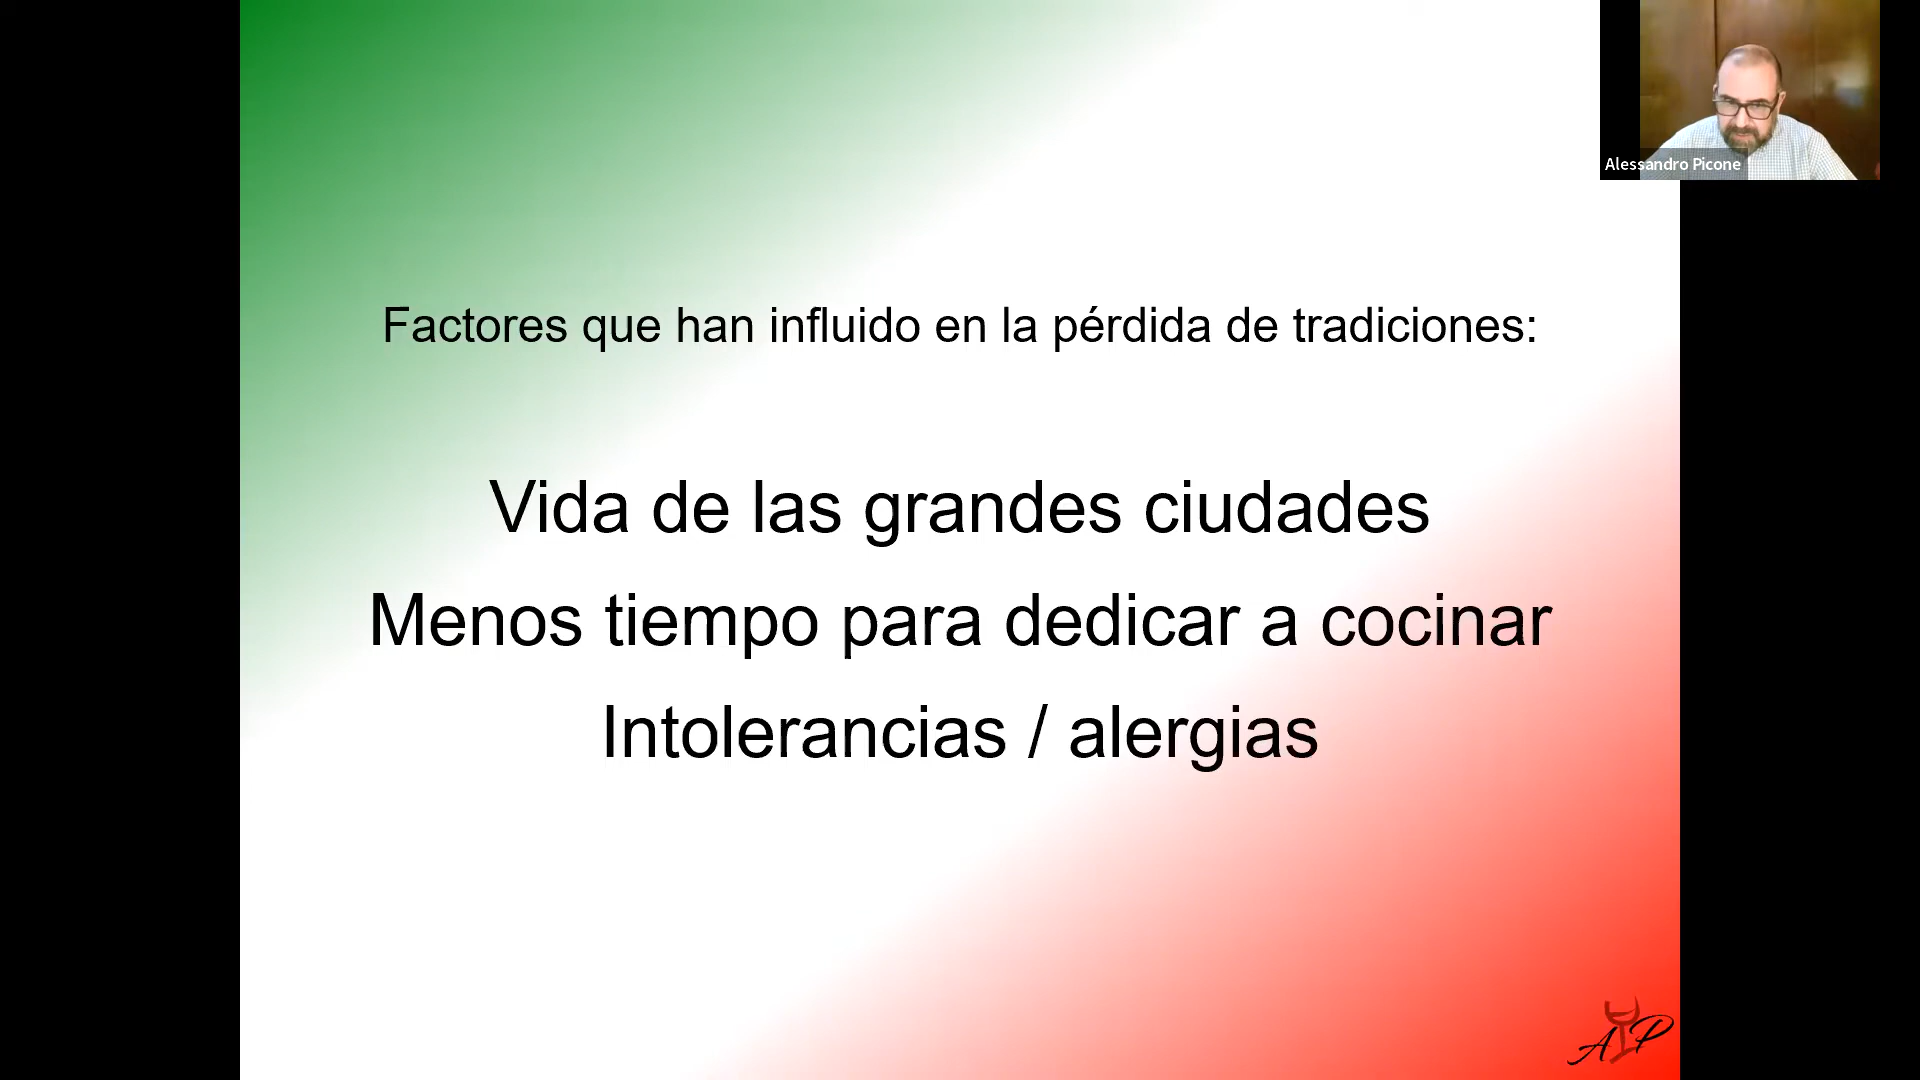 Alessandro Picone
Factores que han influido en la pérdida de tradiciones:
Vida de las grandes ciudades
Menos tiempo para dedicar a cocinar
Intolerancias / alergias
AP